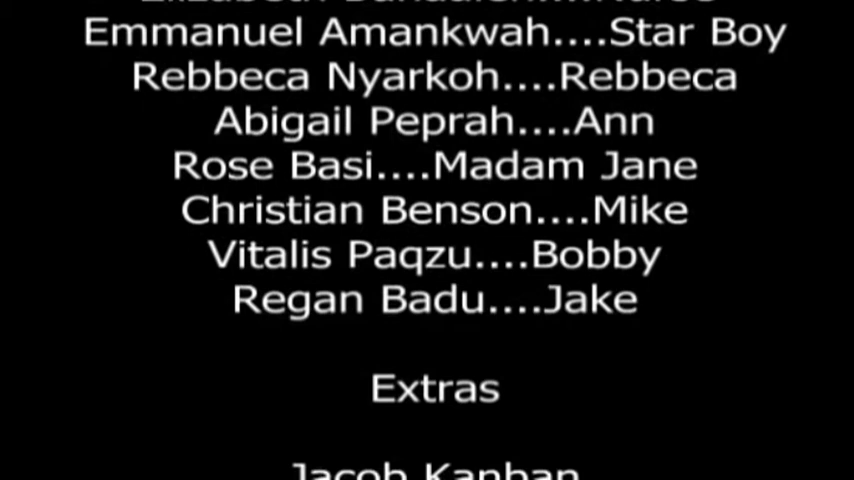 Emmanuel Amankwah....Star Boy
Rebbeca Nyarkoh....Rebbeca
Abigail Peprah....Ann
Rose Basi....Madam Jane
Christian Benson....Mike
Vitalis Paqzu....Bobby
Regan Badu....Jake
Extras
Jacob